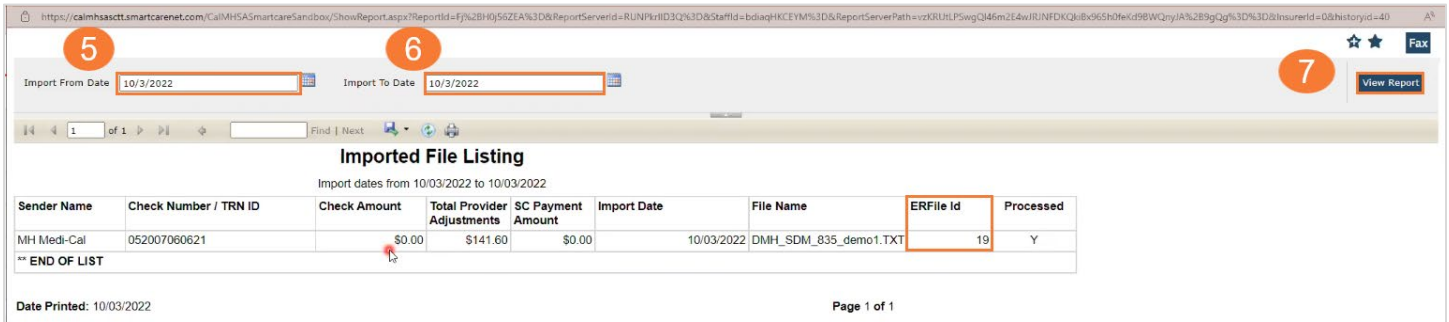 https://calmhsasctt.smartcarenet.com/CalMHSASmartcareSandbox/ShowReport.aspx?ReportId=Fj%2BH0j56ZEA%3D&ReportServerId=RUNPkrlID3Q%3D&StaffId=bdiaqHKCEYM%3D&ReportServerPath=vzKRUtLPSwgQl46m2E4wJRJNFDKQkiBx965h0feKd9BWQnyJA%2B9gQg%3D%3D&InsurerId=0&historyid=40
5 6
Fax
7
Import From Date 10/3/2022 Import To Date 10/3/2022 View Report
1 of 1 Find | Next
Imported File Listing
Import dates from 10/03/2022 to 10/03/2022
Sender Name Check Number / TRN ID Check Amount Total Provider Adjustments SC Payment Amount Import Date File Name ERFile Id Processed
MH Medi-Cal 052007060621 $0.00 $141.60 $0.00 10/03/2022 DMH_SDM_835_demo1.TXT 19 Y
** END OF LIST
Date Printed: 10/03/2022 Page 1 of 1